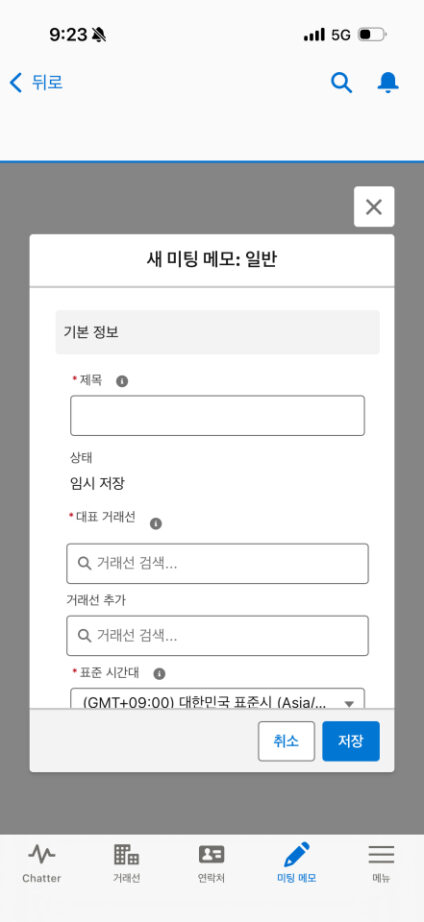 9:23
5G
뒤로
새 미팅 메모: 일반
기본 정보
* 제목
상태
임시 저장
* 대표 거래선
거래선 검색...
거래선 추가
거래선 검색...
* 표준 시간대
(GMT+09:00) 대한민국 표준시 (Asia/...
취소
저장
Chatter
거래선
연락처
미팅 메모
메뉴